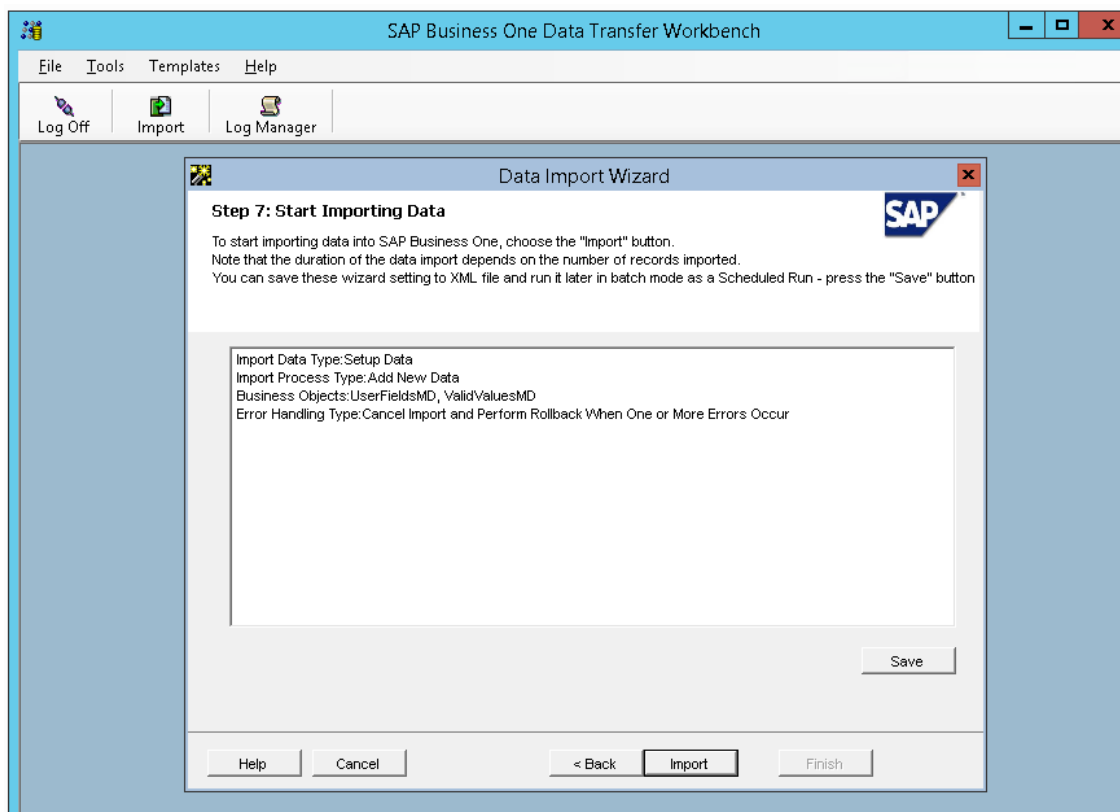 SAP Business One Data Transfer Workbench
File Tools Templates Help
Log Off Import Log Manager
Data Import Wizard
Step 7: Start Importing Data
SAP
To start importing data into SAP Business One, choose the "Import" button.
Note that the duration of the data import depends on the number of records imported.
You can save these wizard setting to XML file and run it later in batch mode as a Scheduled Run - press the "Save" button
Import Data Type:Setup Data
Import Process Type:Add New Data
Business Objects:UserFieldsMD, ValidValuesMD
Error Handling Type:Cancel Import and Perform Rollback When One or More Errors Occur
Save
Help Cancel < Back Import Finish